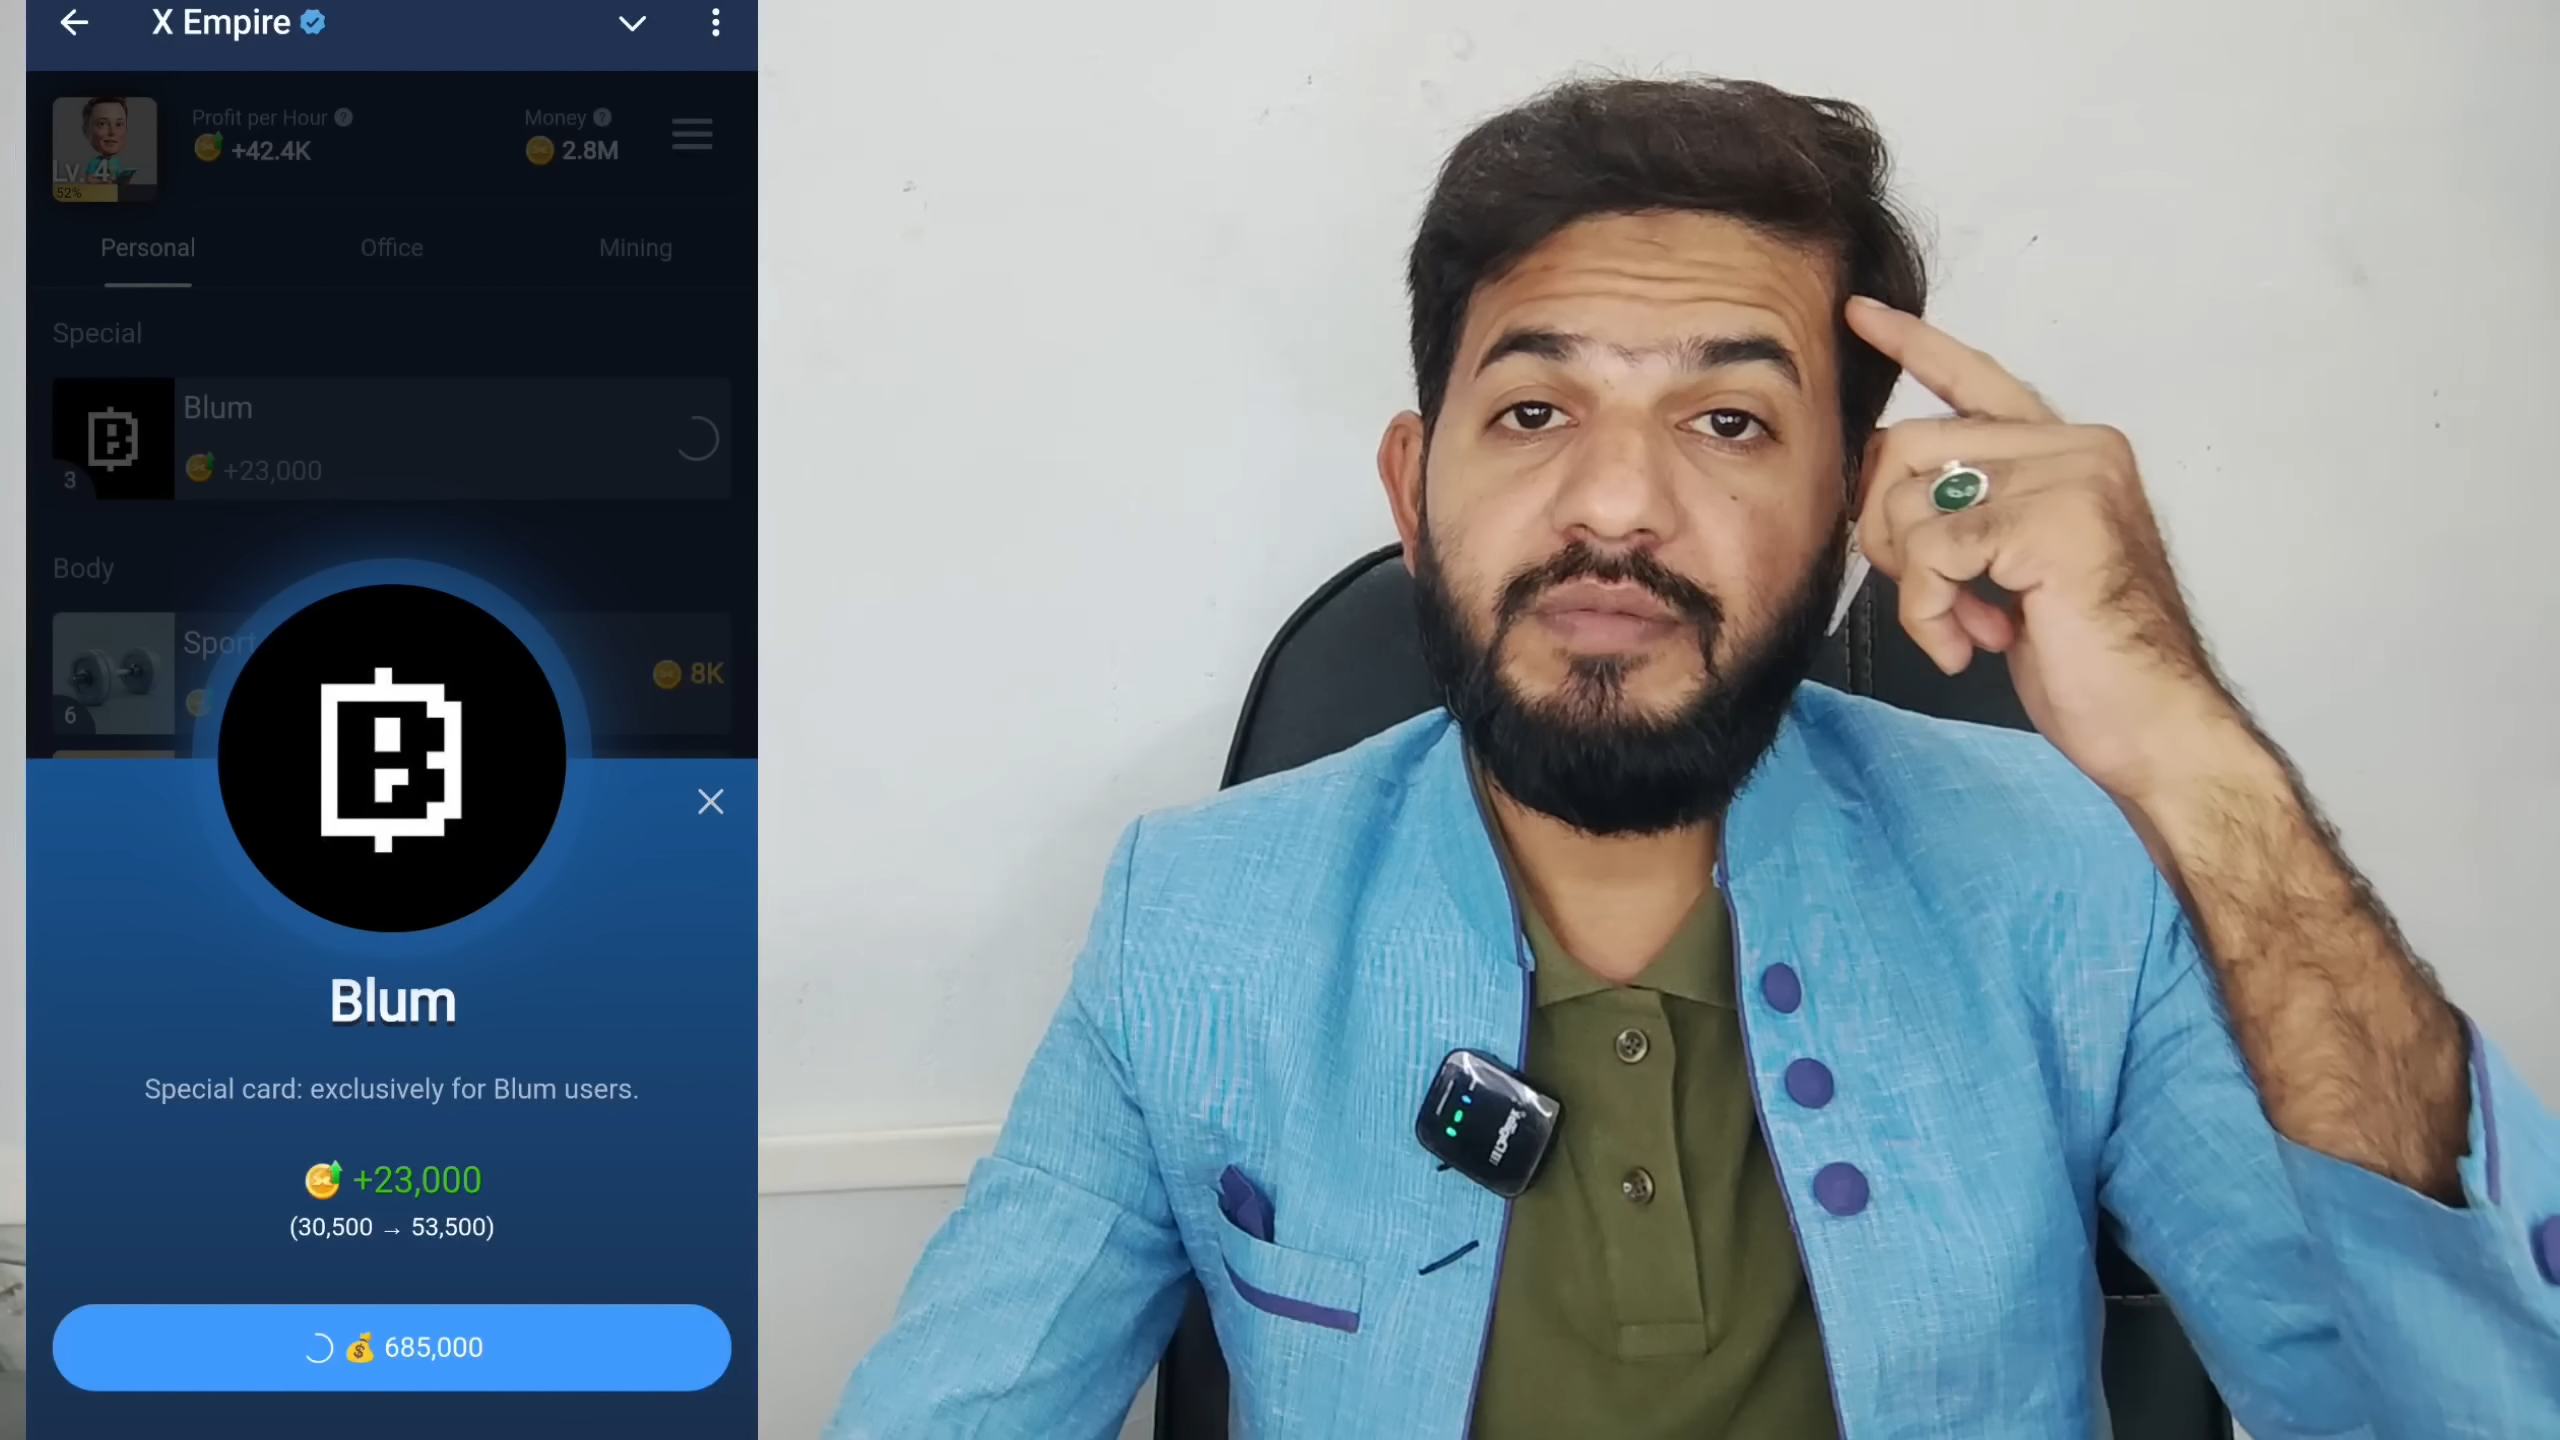 X Empire
Profit per Hour ?
+42.4K
Money ?
2.8M
Lv. 4
52%
Personal
Office
Mining
Special
Blum
+23,000
3
Body
Sport
8K
6
Blum
Special card: exclusively for Blum users.
+23,000
(30,500 → 53,500)
685,000